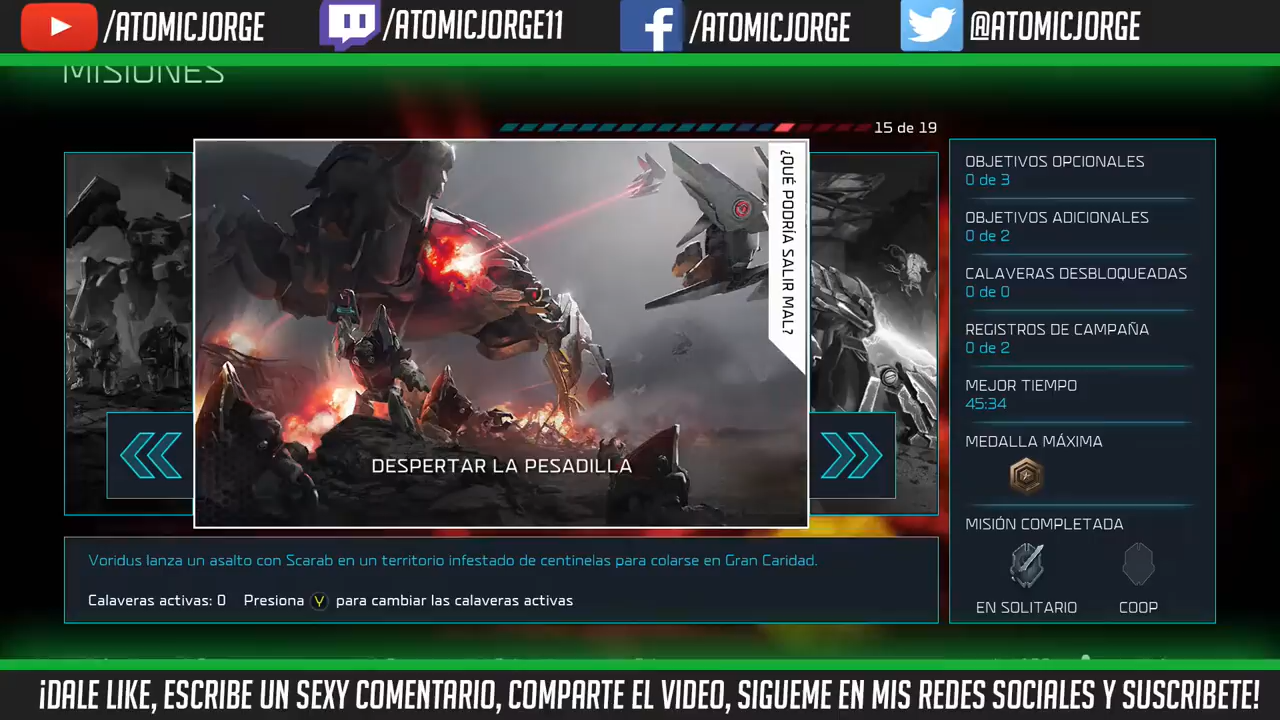 /ATOMICJORGE
/ATOMICJORGE11
/ATOMICJORGE
@ATOMICJORGE
MISIONES
15 de 19
¿QUÉ PODRÍA SALIR MAL?
DESPERTAR LA PESADILLA
OBJETIVOS OPCIONALES
0 de 3
OBJETIVOS ADICIONALES
0 de 2
CALAVERAS DESBLOQUEADAS
0 de 0
REGISTROS DE CAMPAÑA
0 de 2
MEJOR TIEMPO
45:34
MEDALLA MÁXIMA
MISIÓN COMPLETADA
EN SOLITARIO
COOP
Voridus lanza un asalto con Scarab en un territorio infestado de centinelas para colarse en Gran Caridad.
Calaveras activas: 0 Presiona Y para cambiar las calaveras activas
¡DALE LIKE, ESCRIBE UN SEXY COMENTARIO, COMPARTE EL VIDEO, SIGUEME EN MIS REDES SOCIALES Y SUSCRIBETE!